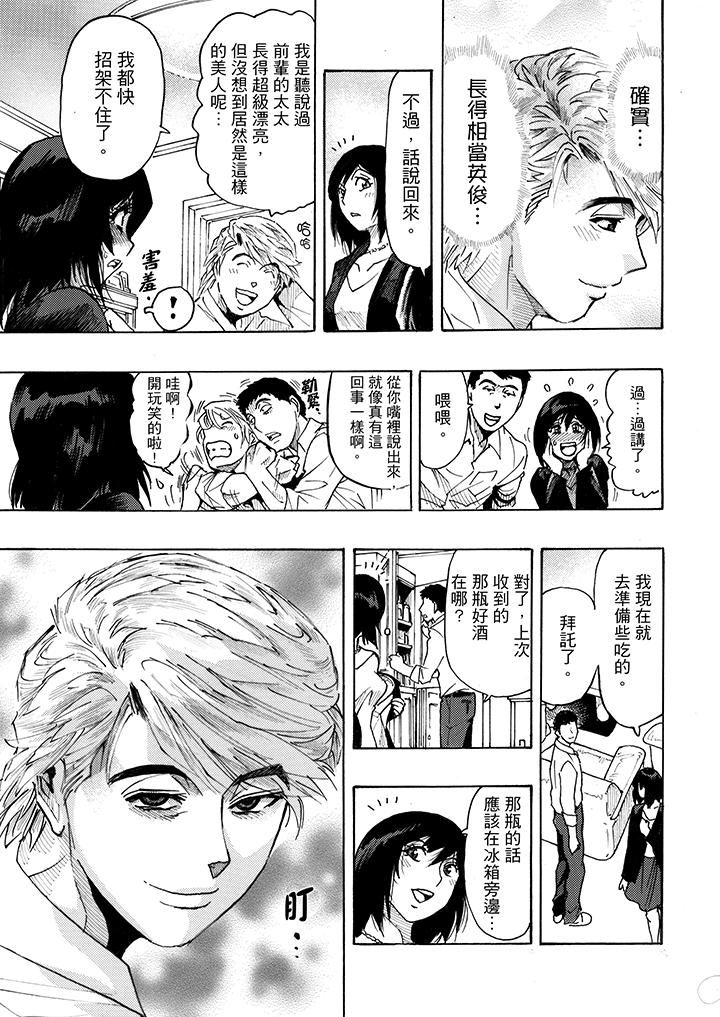 確實…
長得相當英俊…
不過，話說回來。
我是聽說過
前輩的太太
長得超級漂亮，
但沒想到居然是這樣
的美人呢…
哈哈
我都快
招架不住了。
害羞…
！
過…過講了。
喂喂。
從你嘴裡說出來，
就像真有這
回事一樣啊。
勒緊…
哇啊！
開玩笑的啦！
我現在就
去準備些吃的。
拜託了。
對了，上次
收到的
那瓶好酒
在哪？
那瓶的話
應該在冰箱旁邊…
盯…